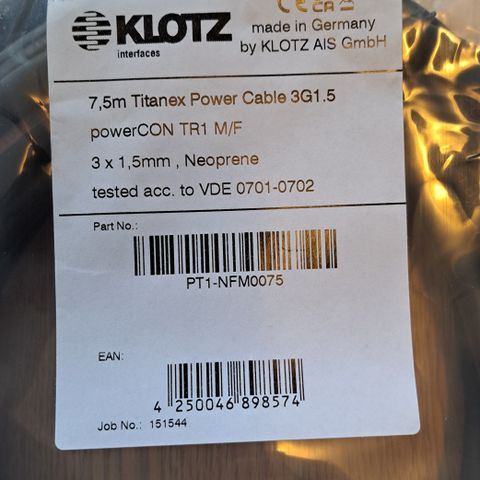 KLOTZ
interfaces
CE CA
made in Germany
by KLOTZ AIS GmbH
7,5m Titanex Power Cable 3G1.5
powerCON TR1 M/F
3 x 1,5mm , Neoprene
tested acc. to VDE 0701-0702
Part No.:
PT1-NFM0075
EAN:
4 250046 898574
Job No.: 151544